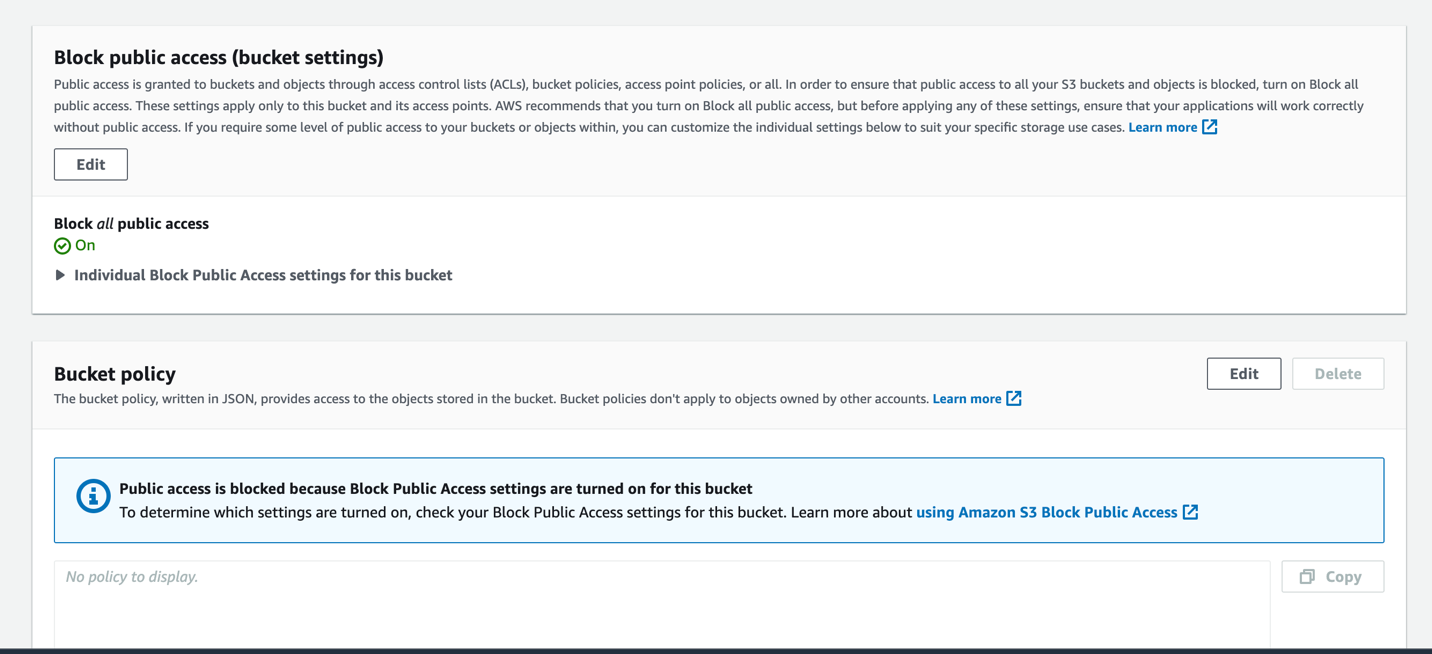 Block public access (bucket settings)
Public access is granted to buckets and objects through access control lists (ACLs), bucket policies, access point policies, or all. In order to ensure that public access to all your S3 buckets and objects is blocked, turn on Block all
public access. These settings apply only to this bucket and its access points. AWS recommends that you turn on Block all public access, but before applying any of these settings, ensure that your applications will work correctly
without public access. If you require some level of public access to your buckets or objects within, you can customize the individual settings below to suit your specific storage use cases. Learn more
Edit
Block all public access
On
Individual Block Public Access settings for this bucket
Bucket policy
Edit
Delete
The bucket policy, written in JSON, provides access to the objects stored in the bucket. Bucket policies don't apply to objects owned by other accounts. Learn more
Public access is blocked because Block Public Access settings are turned on for this bucket
To determine which settings are turned on, check your Block Public Access settings for this bucket. Learn more about using Amazon S3 Block Public Access
No policy to display.
Copy